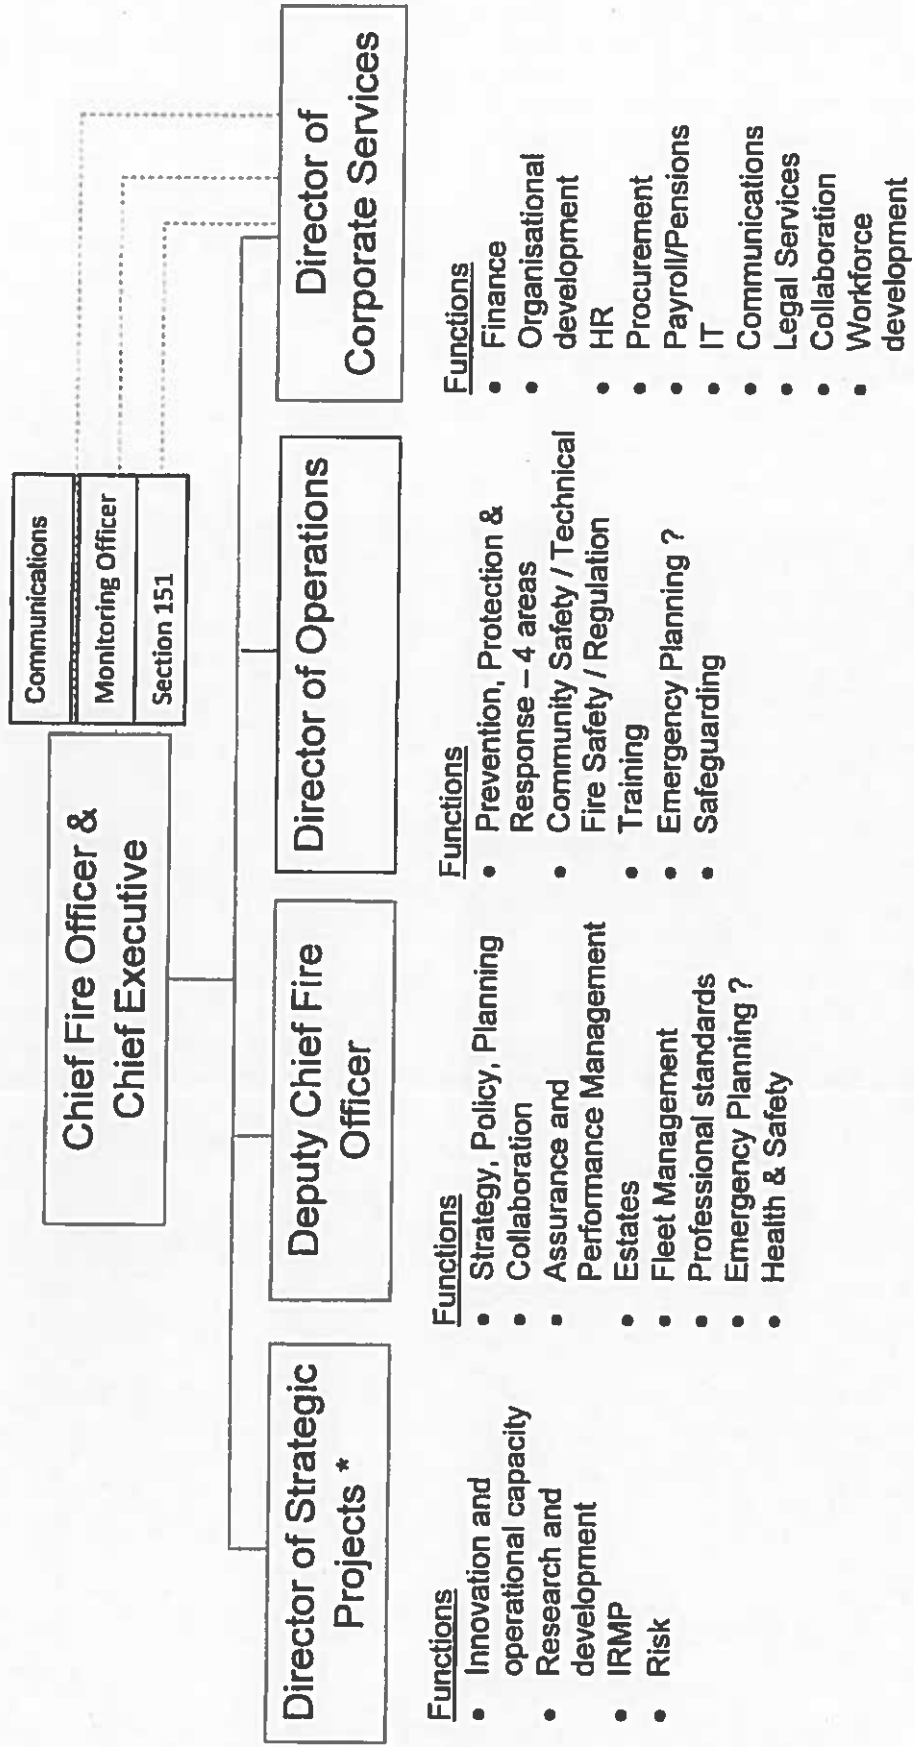 Chief Fire Officer &
Chief Executive
Communications
Monitoring Officer
Section 151
Director of Strategic
Projects *
Functions
• Innovation and
operational capacity
• Research and
development
• IRMP
• Risk
Deputy Chief Fire
Officer
Functions
• Strategy, Policy, Planning
• Collaboration
• Assurance and
Performance Management
• Estates
• Fleet Management
• Professional standards
• Emergency Planning ?
• Health & Safety
Director of Operations
Functions
• Prevention, Protection &
Response – 4 areas
• Community Safety / Technical
Fire Safety / Regulation
• Training
• Emergency Planning ?
• Safeguarding
Director of
Corporate Services
Functions
• Finance
• Organisational
development
• HR
• Procurement
• Payroll/Pensions
• IT
• Communications
• Legal Services
• Collaboration
• Workforce
development